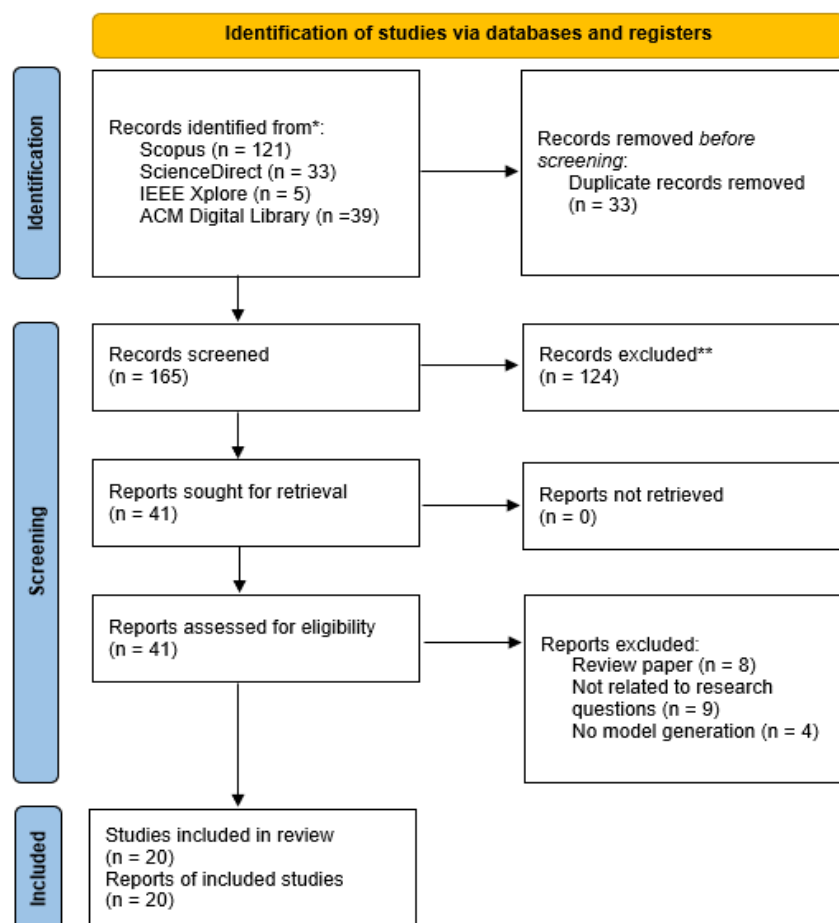 Identification of studies via databases and registers
Identification
Records identified from*:
Scopus (n = 121)
ScienceDirect (n = 33)
IEEE Xplore (n = 5)
ACM Digital Library (n =39)
Records removed before
screening:
Duplicate records removed
(n = 33)
Screening
Records screened
(n = 165)
Records excluded**
(n = 124)
Reports sought for retrieval
(n = 41)
Reports not retrieved
(n = 0)
Reports assessed for eligibility
(n = 41)
Reports excluded:
Review paper (n = 8)
Not related to research
questions (n = 9)
No model generation (n = 4)
Included
Studies included in review
(n = 20)
Reports of included studies
(n = 20)